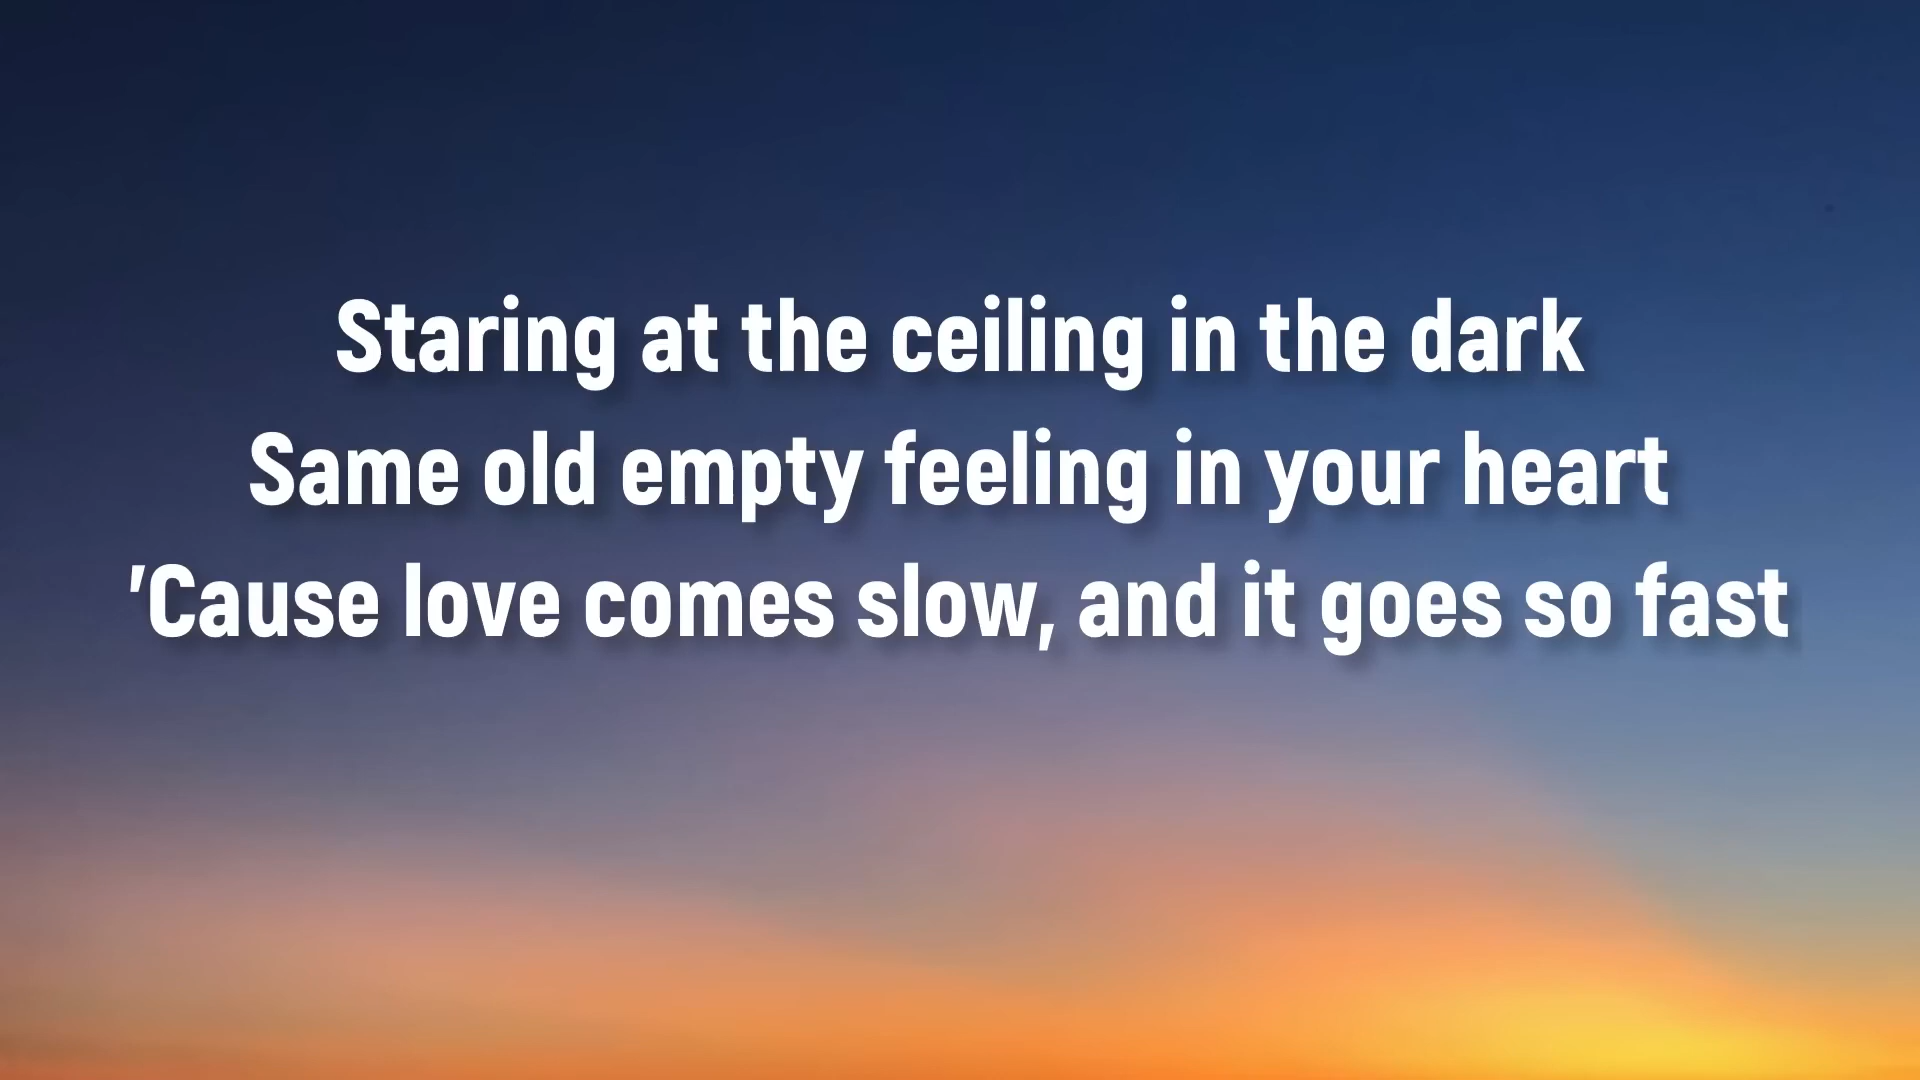 Staring at the ceiling in the dark
Same old empty feeling in your heart
'Cause love comes slow, and it goes so fast